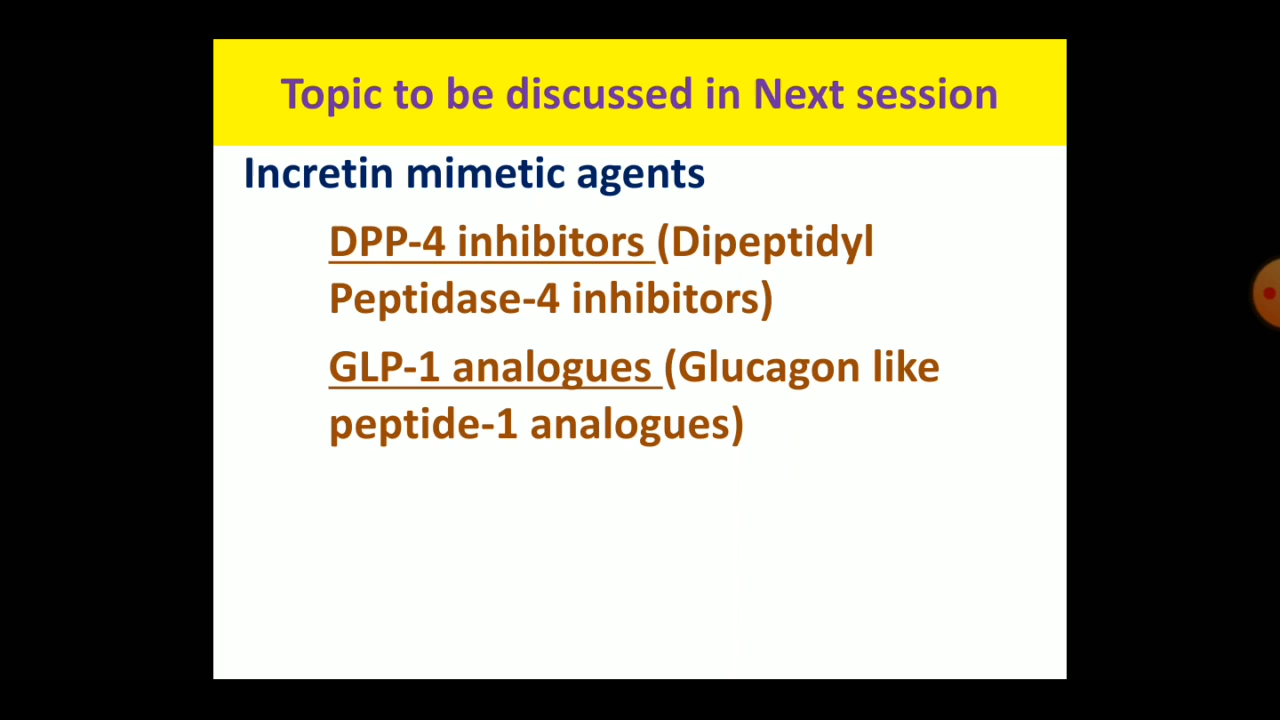 Topic to be discussed in Next session
Incretin mimetic agents
DPP-4 inhibitors (Dipeptidyl
Peptidase-4 inhibitors)
GLP-1 analogues (Glucagon like
peptide-1 analogues)